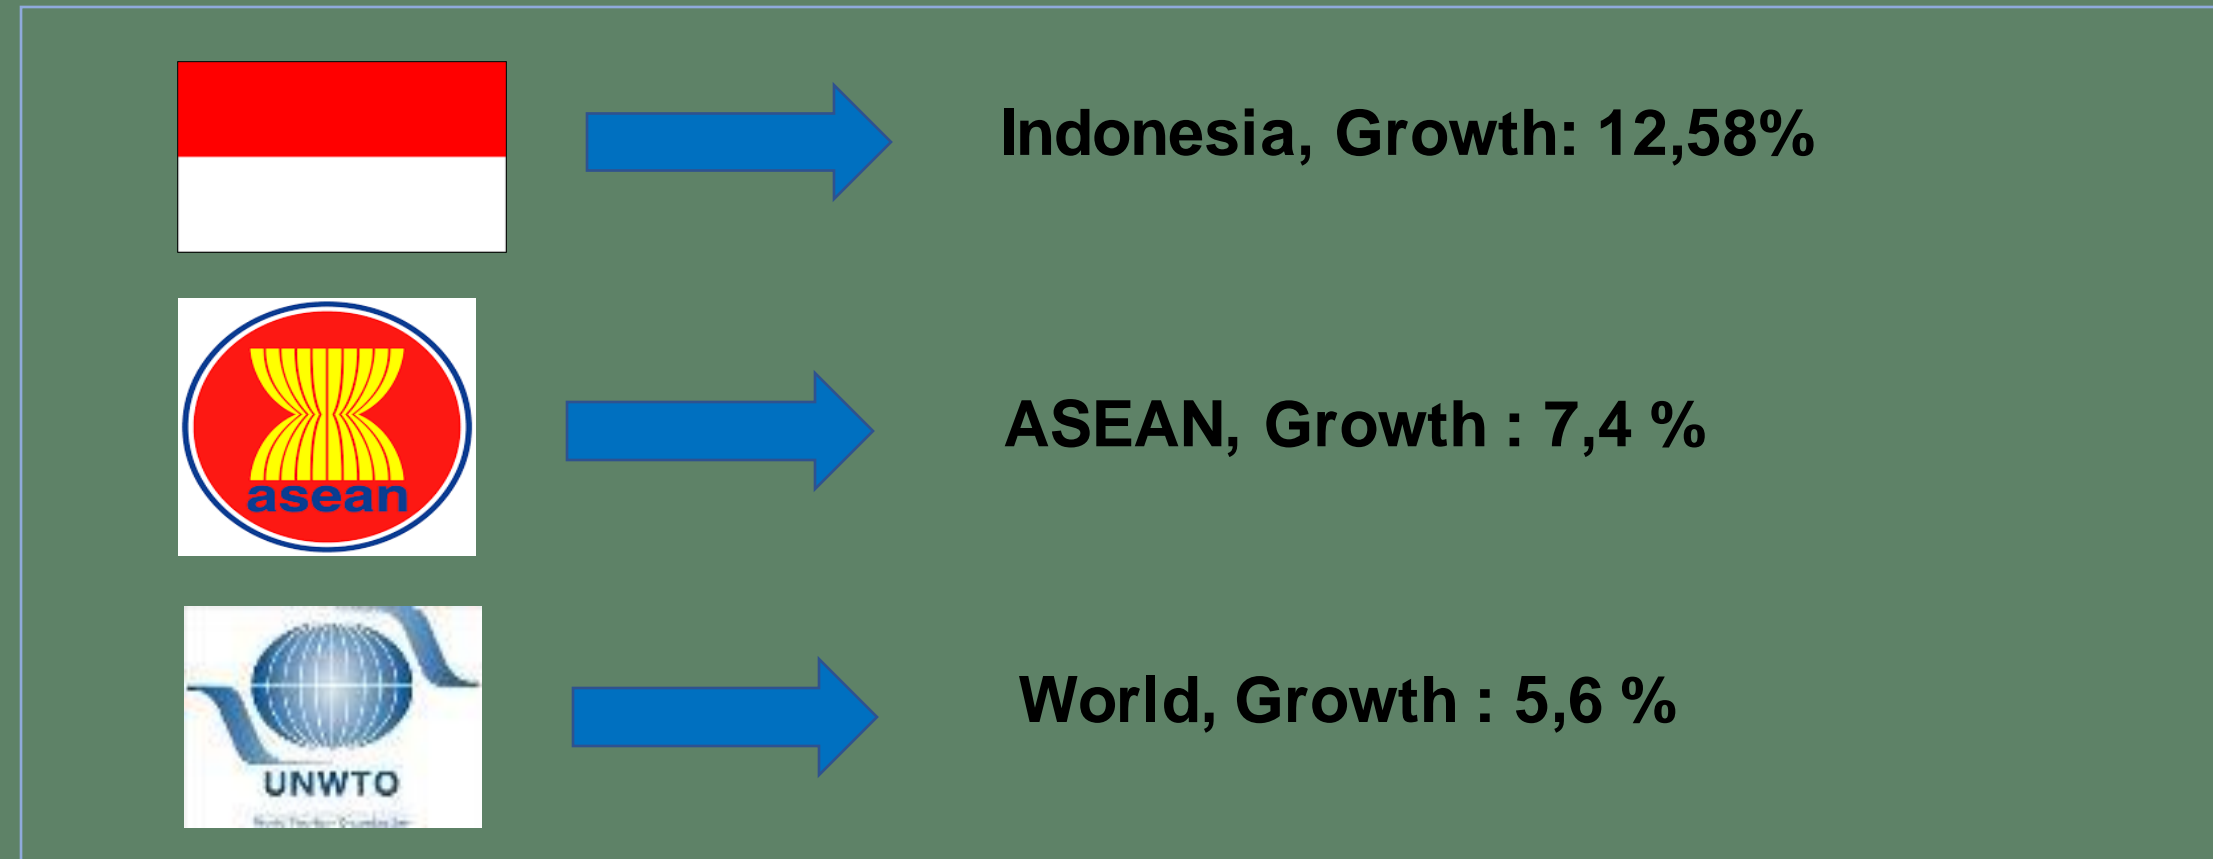 Indonesia, Growth: 12,58%
asean
ASEAN, Growth : 7,4 %
World, Growth : 5,6 %
UNWTO